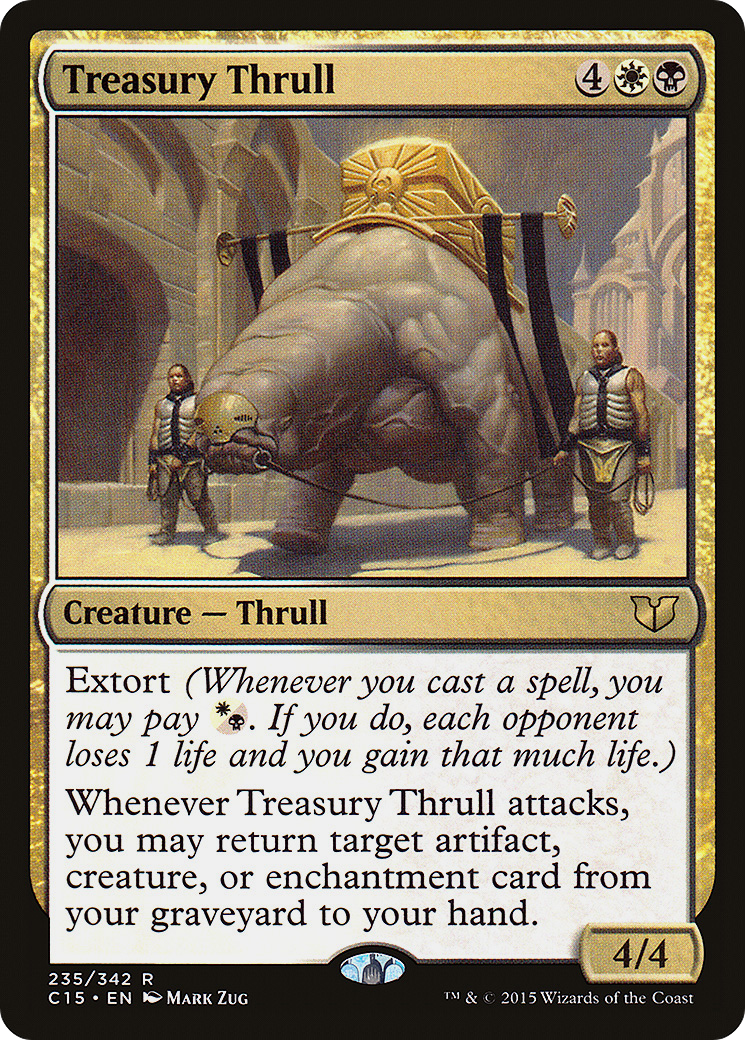 Treasury Thrull 4
Creature — Thrull
Extort (Whenever you cast a spell, you
may pay . If you do, each opponent
loses 1 life and you gain that much life.)
Whenever Treasury Thrull attacks,
you may return target artifact,
creature, or enchantment card from
your graveyard to your hand.
4/4
235/342 R
C15 • EN Mark Zug
™ & © 2015 Wizards of the Coast